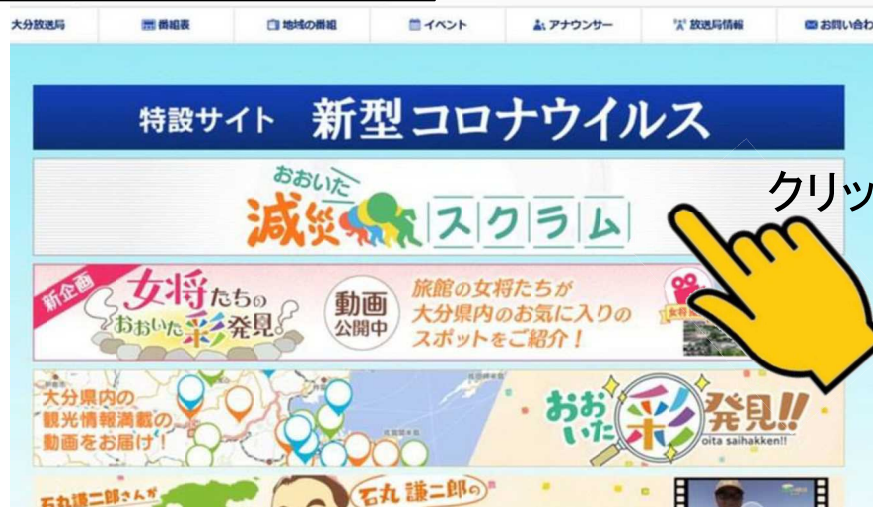 大分放送局 番組表 地域の番組 イベント アナウンサー 放送局情報 お問い合わ
特設サイト 新型コロナウイルス
おおいた
減災 スクラム
クリッ
新企画
女将たちの
おおいた彩発見
動画
公開中
旅館の女将たちが
大分県内のお気に入りの
スポットをご紹介!
大分県内の
観光情報満載の
動画をお届け!
おおいた彩発見!!
oita saihakken!!
石丸謙二郎さんが
石丸謙二郎の